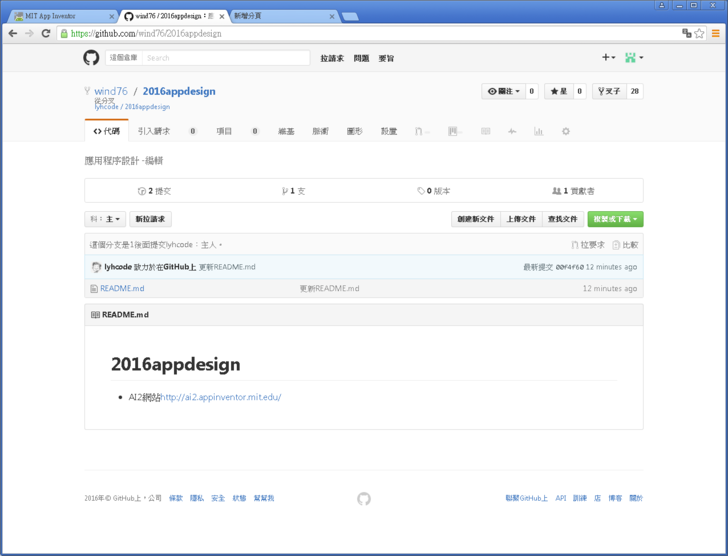 MIT App Inventor
wind76 / 2016appdesign：
新增分頁
https://github.com/wind76/2016appdesign
這個倉庫 Search 拉請求 問題 要旨
wind76 / 2016appdesign
從分叉
lyhcode / 2016appdesign
關注 0 星 0 叉子 28
代碼 引入請求 0 項目 0 維基 脈衝 圖形 設置
應用程序設計 -編輯
2 提交 1 支 0 版本 1 貢獻者
科：主 新拉請求 創建新文件 上傳文件 查找文件 複製或下載
這個分支是1後面提交lyhcode：主人。 拉要求 比較
lyhcode 致力於在GitHub上 更新README.md 最新提交 00f4f60 12 minutes ago
README.md 更新README.md 12 minutes ago
README.md
2016appdesign
AI2網站http://ai2.appinventor.mit.edu/
2016年© GitHub上，公司 條款 隱私 安全 狀態 幫幫我
聯繫GitHub上 API 訓練 店 博客 關於